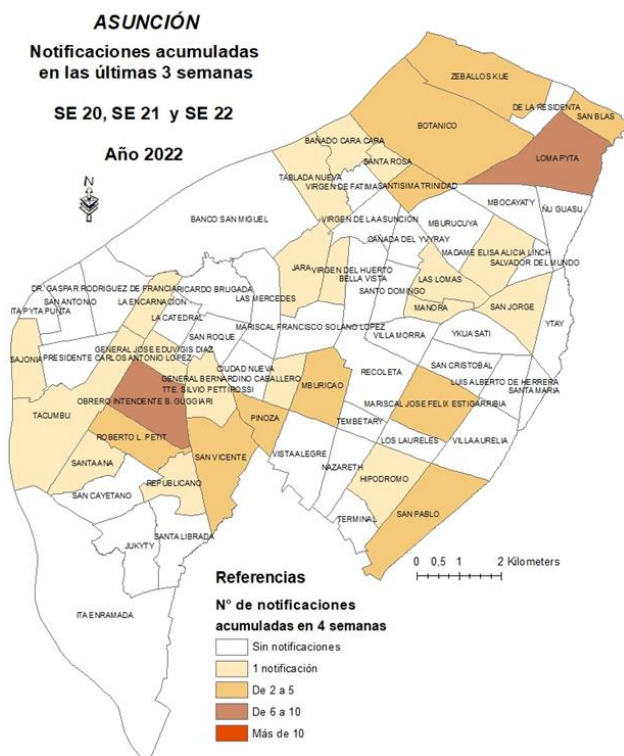 ASUNCIÓN
Notificaciones acumuladas
en las últimas 3 semanas
SE 20, SE 21 y SE 22
Año 2022
N
ZEBALLOS KUE
DE LA RESIDENTA
SAN BLAS
BOTANICO
BAÑADO CARA CARA
LOMA PYTA
SANTA ROSA
TABLADA NUEVA
VIRGEN DE FATIMA
SANTISIMA TRINIDAD
MBOCAYATY
ÑU GUASU
BANCO SAN MIGUEL
VIRGEN DE LA ASUNCION
MBURUCUYA
CAÑADA DEL YVYRAY
MADAME ELISA ALICIA LINCH
SALVADOR DEL MUNDO
JARA
VIRGEN DEL HUERTO
BELLA VISTA
LAS LOMAS
DR. GASPAR RODRIGUEZ DE FRANCIA
RICARDO BRUGADA
SANTO DOMINGO
SAN ANTONIO
LA ENCARNACION
LAS MERCEDES
MANORA
SAN JORGE
ITA PYTA PUNTA
LA CATEDRAL
MARISCAL FRANCISCO SOLANO LOPEZ
YTAY
SAN ROQUE
VILLA MORRA
YKUA SATI
GENERAL JOSE EDUVIGIS DIAZ
SAJONIA
PRESIDENTE CARLOS ANTONIO LOPEZ
CIUDAD NUEVA
RECOLETA
SAN CRISTOBAL
GENERAL BERNARDINO CABALLERO
MBURICAO
LUIS ALBERTO DE HERRERA
TACUMBU
TTE. SILVIO PETTIROSSI
SANTA MARIA
OBRERO INTENDENTE B. GUGGIARI
MARISCAL JOSE FELIX ESTIGARRIBIA
PINOZA
TEMBETARY
ROBERTO L. PETIT
LOS LAURELES
VILLA AURELIA
SAN VICENTE
VISTA ALEGRE
SANTA ANA
NAZARETH
HIPODROMO
REPUBLICANO
SAN CAYETANO
SAN PABLO
TERMINAL
SANTA LIBRADA
JUKYTY
ITA ENRAMADA
0 0,5 1 2 Kilometers
Referencias
N° de notificaciones
acumuladas en 4 semanas
Sin notificaciones
1 notificación
De 2 a 5
De 6 a 10
Más de 10